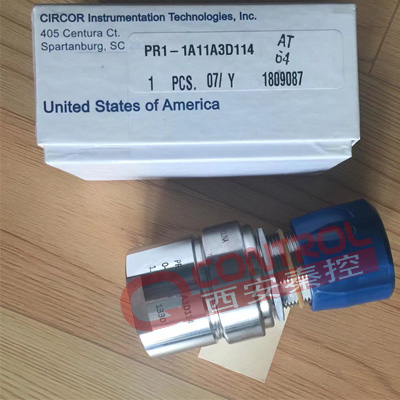 CIRCOR Instrumentation Technologies, Inc.
405 Centura Ct.
Spartanburg, SC
PR1-1A11A3D114
AT
64
1 PCS. 07/Y 1809087
United States of America
CONTROL
西安秦控